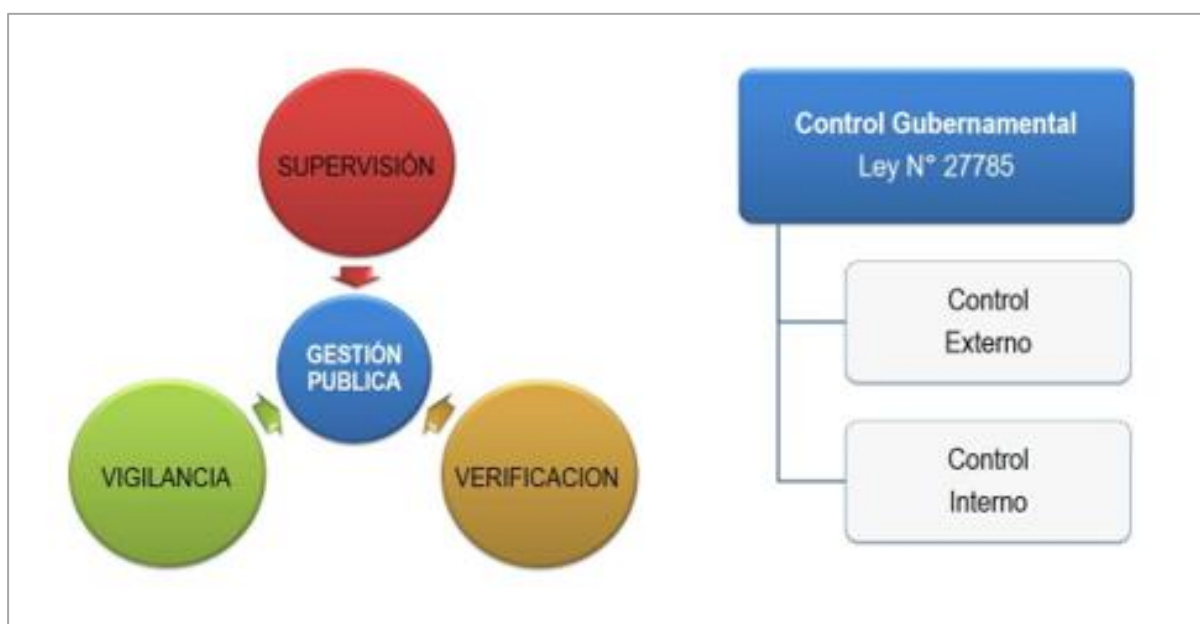 SUPERVISIÓN
GESTIÓN
PUBLICA
VIGILANCIA
VERIFICACION
Control Gubernamental
Ley N° 27785
Control
Externo
Control
Interno